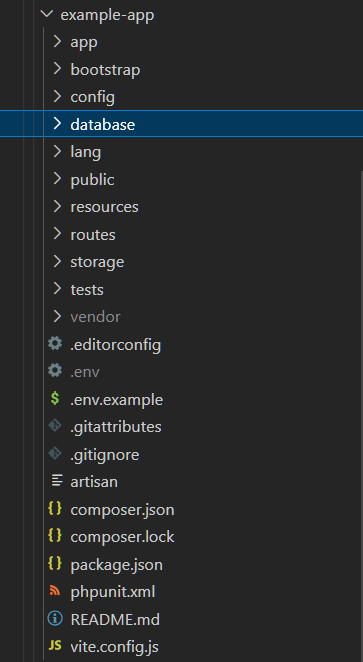 example-app
app
bootstrap
config
database
lang
public
resources
routes
storage
tests
vendor
.editorconfig
.env
$ .env.example
.gitattributes
.gitignore
artisan
{} composer.json
{} composer.lock
{} package.json
phpunit.xml
README.md
JS vite.config.js